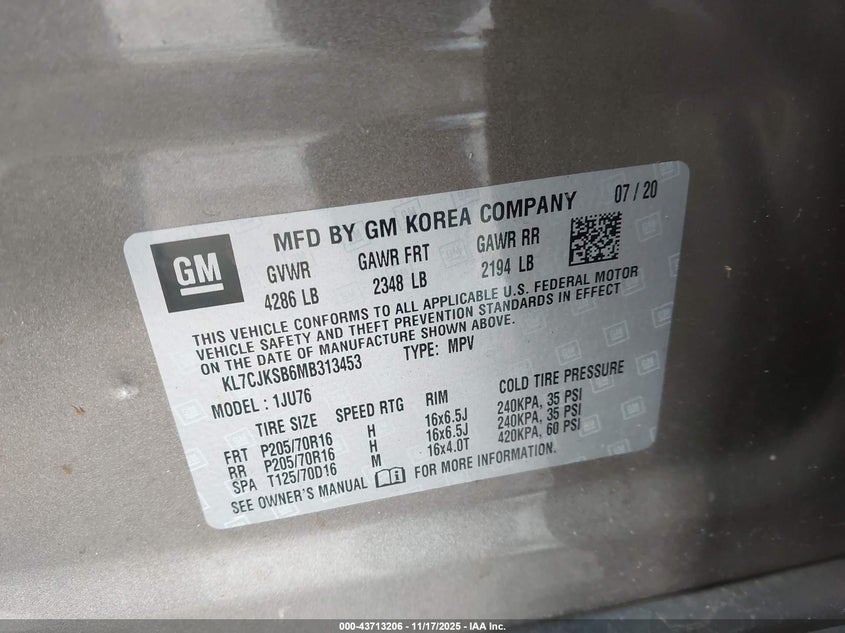 GM
MFD BY GM KOREA COMPANY 07 / 20
GVWR GAWR FRT GAWR RR
4286 LB 2348 LB 2194 LB
THIS VEHICLE CONFORMS TO ALL APPLICABLE U.S. FEDERAL MOTOR
VEHICLE SAFETY AND THEFT PREVENTION STANDARDS IN EFFECT
ON THE DATE OF MANUFACTURE SHOWN ABOVE.
KL7CJKSB6MB313453 TYPE: MPV
MODEL : 1JU76
TIRE SIZE SPEED RTG RIM COLD TIRE PRESSURE
FRT P205/70R16 H 16x6.5J 240KPA, 35 PSI
RR P205/70R16 H 16x6.5J 240KPA, 35 PSI
SPA T125/70D16 M 16x4.0T 420KPA, 60 PSI
SEE OWNER'S MANUAL FOR MORE INFORMATION.
000-43713206 - 11/17/2025 - IAA Inc.